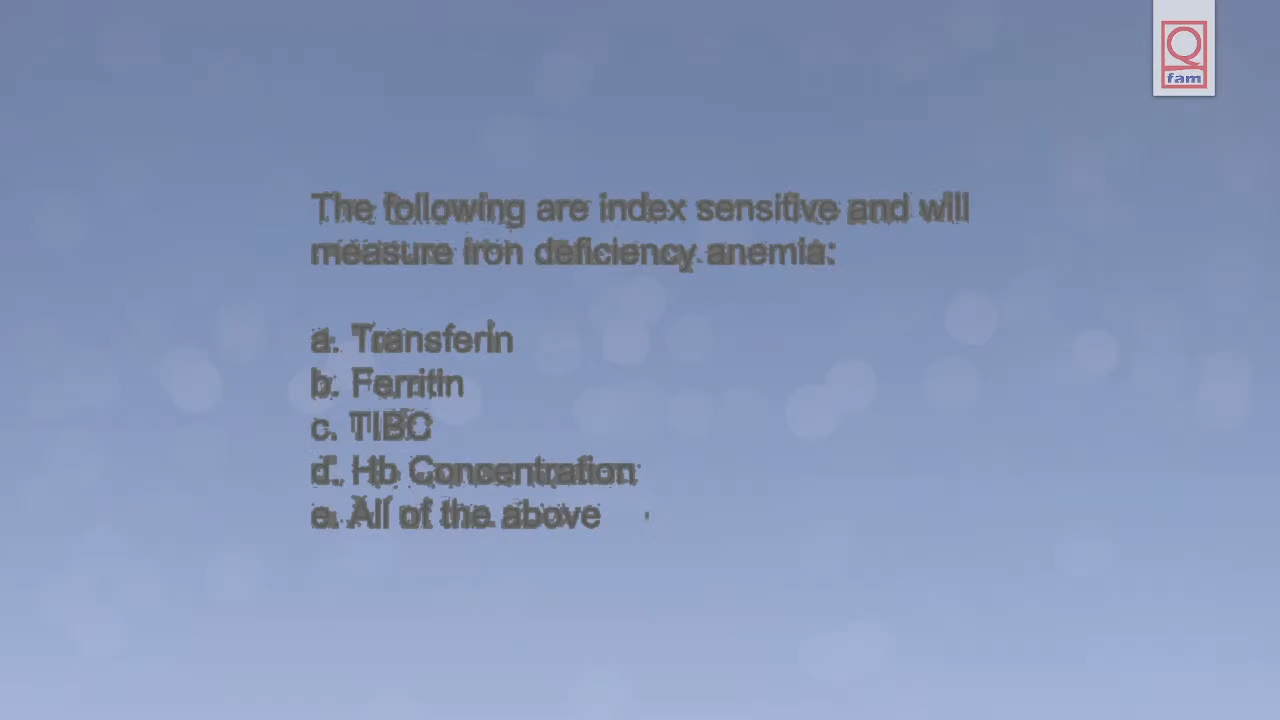 Q
fam
The following are index sensitive and will
measure iron deficiency anemia:
a. Transferin
b. Ferritin
c. TIBC
d. Hb Concentration
e. All of the above